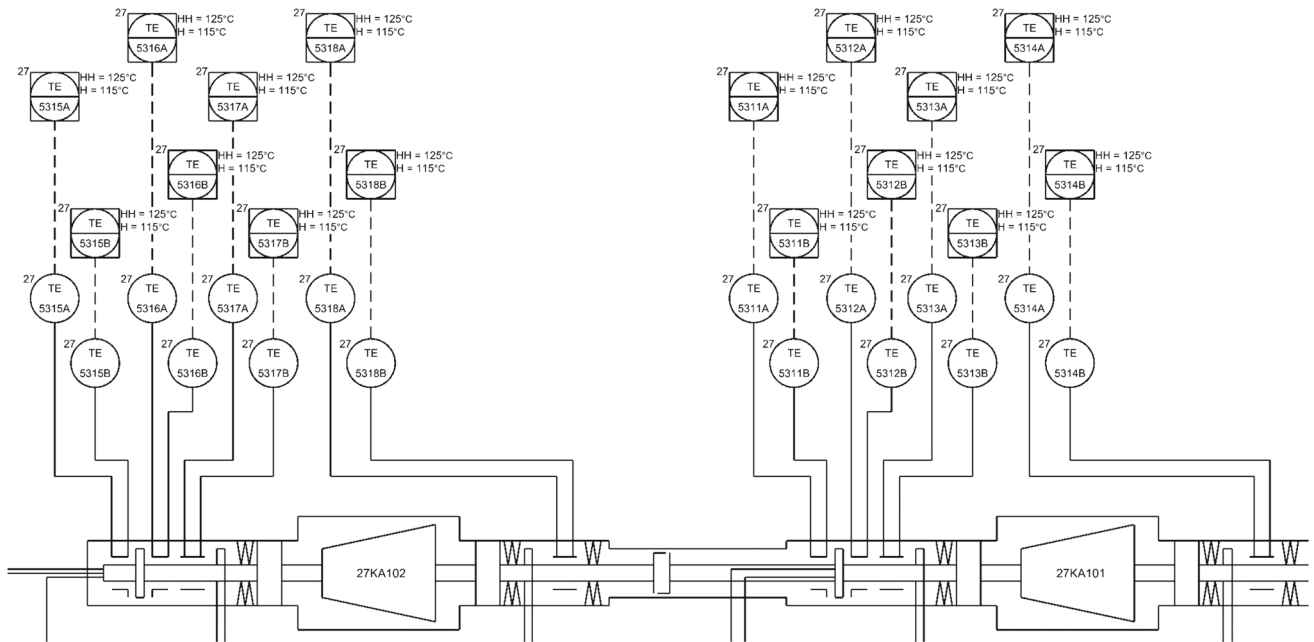 27
TE
5316A
HH = 125°C
H = 115°C
27
TE
5318A
HH = 125°C
H = 115°C
27
TE
5312A
HH = 125°C
H = 115°C
27
TE
5314A
HH = 125°C
H = 115°C
27
TE
5315A
HH = 125°C
H = 115°C
27
TE
5317A
HH = 125°C
H = 115°C
27
TE
5311A
HH = 125°C
H = 115°C
27
TE
5313A
HH = 125°C
H = 115°C
27
TE
5316B
HH = 125°C
H = 115°C
27
TE
5318B
HH = 125°C
H = 115°C
27
TE
5312B
HH = 125°C
H = 115°C
27
TE
5314B
HH = 125°C
H = 115°C
27
TE
5315B
HH = 125°C
H = 115°C
27
TE
5317B
HH = 125°C
H = 115°C
27
TE
5311B
HH = 125°C
H = 115°C
27
TE
5313B
HH = 125°C
H = 115°C
27
TE
5315A
27
TE
5316A
27
TE
5317A
27
TE
5318A
27
TE
5311A
27
TE
5312A
27
TE
5313A
27
TE
5314A
27
TE
5315B
27
TE
5316B
27
TE
5317B
27
TE
5318B
27
TE
5311B
27
TE
5312B
27
TE
5313B
27
TE
5314B
27KA102
27KA101